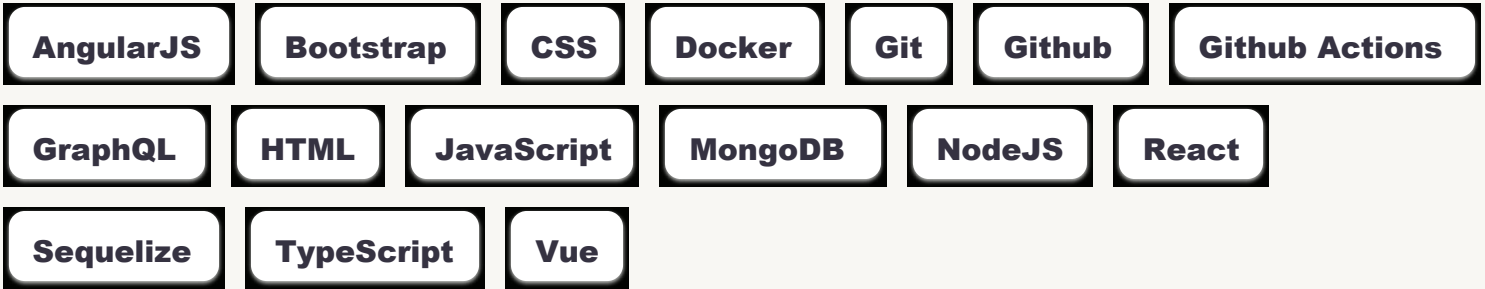 AngularJS Bootstrap CSS Docker Git Github Github Actions
GraphQL HTML JavaScript MongoDB NodeJS React
Sequelize TypeScript Vue